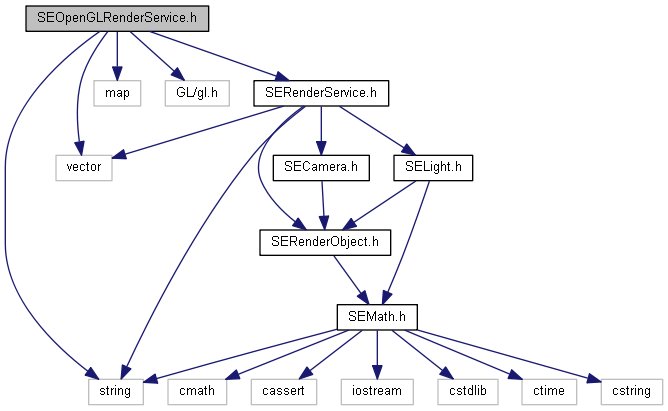 SEOpenGLRenderService.h
map
GL/gl.h
SERenderService.h
vector
SECamera.h
SELight.h
SERenderObject.h
SEMath.h
string
cmath
cassert
iostream
cstdlib
ctime
cstring